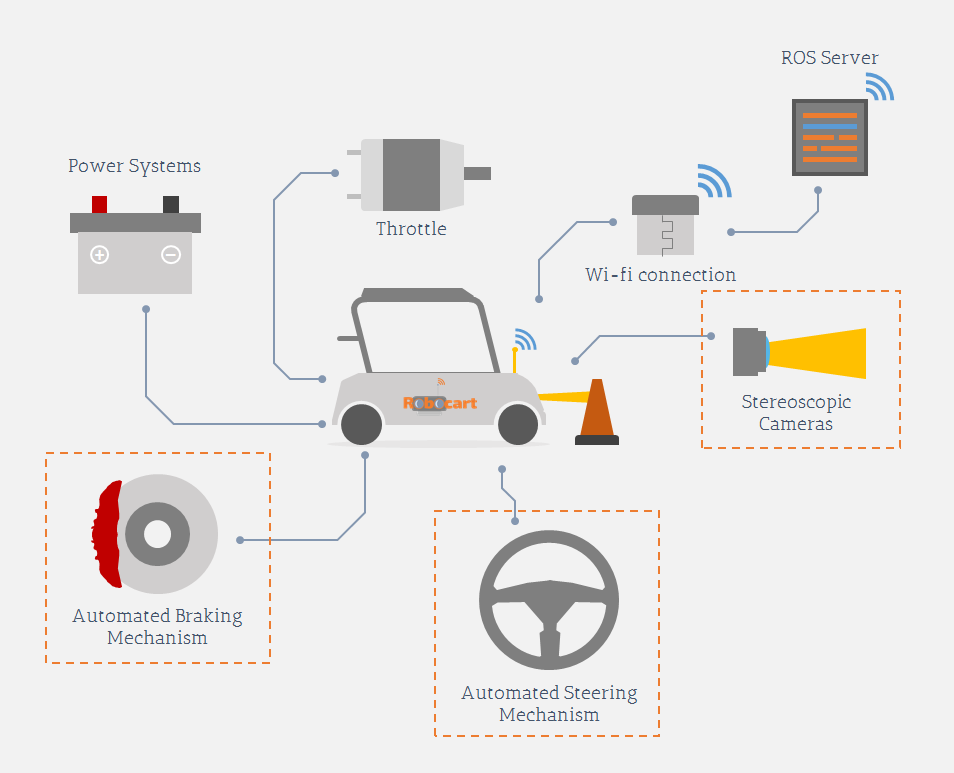 ROS Server
Power Systems
Throttle
Wi-fi connection
Stereoscopic
Cameras
Robocart
Automated Braking
Mechanism
Automated Steering
Mechanism